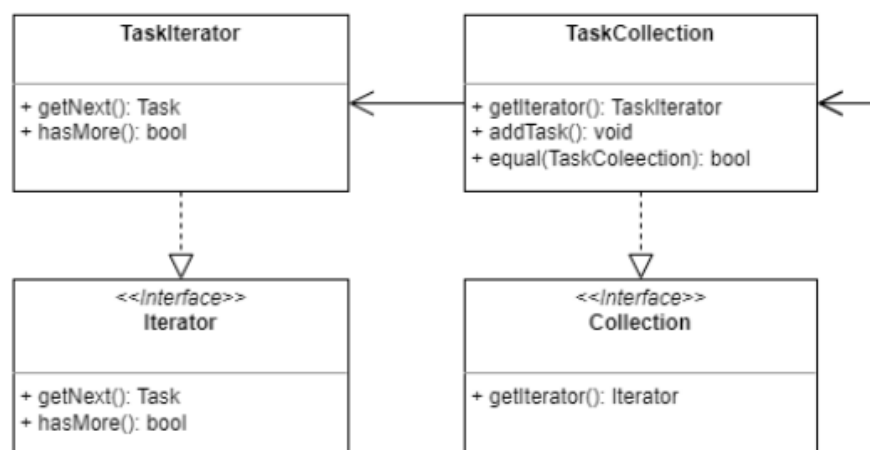 TaskIterator
+ getNext(): Task
+ hasMore(): bool
TaskCollection
+ getIterator(): TaskIterator
+ addTask(): void
+ equal(TaskColeection): bool
<<Interface>>
Iterator
+ getNext(): Task
+ hasMore(): bool
<<Interface>>
Collection
+ getIterator(): Iterator